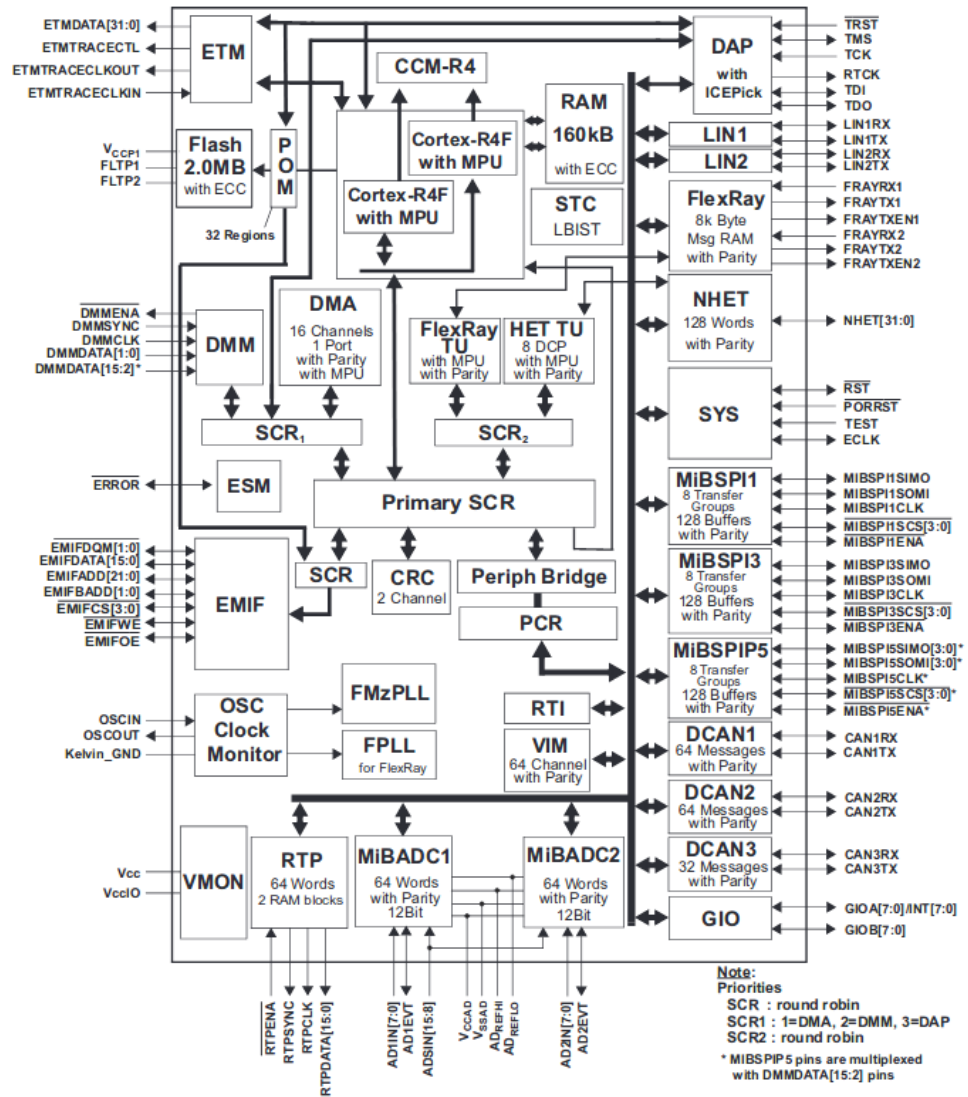 ETMDATA[31:0]
ETMTRACECTL
ETMTRACECLKOUT
ETMTRACECLKIN
ETM
VCCP1
FLTP1
FLTP2
Flash
2.0MB
with ECC
POM
32 Regions
CCM-R4
Cortex-R4F
with MPU
Cortex-R4F
with MPU
RAM
160kB
with ECC
STC
LBIST
DAP
with
ICEPick
TRST
TMS
TCK
RTCK
TDI
TDO
LIN1
LIN1RX
LIN1TX
LIN2
LIN2RX
LIN2TX
FlexRay
8k Byte
Msg RAM
with Parity
FRAYRX1
FRAYTX1
FRAYTXEN1
FRAYRX2
FRAYTX2
FRAYTXEN2
DMMENA
DMMSYNC
DMMCLK
DMMDATA[1:0]
DMMDATA[15:2]*
DMM
DMA
16 Channels
1 Port
with Parity
with MPU
FlexRay
TU
with MPU
with Parity
HET TU
8 DCP
with MPU
with Parity
NHET
128 Words
with Parity
NHET[31:0]
SCR1
SCR2
SYS
RST
PORRST
TEST
ECLK
ERROR
ESM
Primary SCR
MiBSPI1
8 Transfer
Groups
128 Buffers
with Parity
MIBSPI1SIMO
MIBSPI1SOMI
MIBSPI1CLK
MIBSPI1SCS[3:0]
MIBSPI1ENA
EMIFDQM[1:0]
EMIFDATA[15:0]
EMIFADD[21:0]
EMIFBADD[1:0]
EMIFCS[3:0]
EMIFWE
EMIFOE
EMIF
SCR
CRC
2 Channel
Periph Bridge
PCR
MiBSPI3
8 Transfer
Groups
128 Buffers
with Parity
MIBSPI3SIMO
MIBSPI3SOMI
MIBSPI3CLK
MIBSPI3SCS[3:0]
MIBSPI3ENA
MiBSPIP5
8 Transfer
Groups
128 Buffers
with Parity
MIBSPI5SIMO[3:0]*
MIBSPI5SOMI[3:0]*
MIBSPI5CLK*
MIBSPI5SCS[3:0]*
MIBSPI5ENA*
OSCIN
OSCOUT
Kelvin_GND
OSC
Clock
Monitor
FMzPLL
FPLL
for FlexRay
RTI
VIM
64 Channel
with Parity
DCAN1
64 Messages
with Parity
CAN1RX
CAN1TX
DCAN2
64 Messages
with Parity
CAN2RX
CAN2TX
DCAN3
32 Messages
with Parity
CAN3RX
CAN3TX
Vcc
VccIO
VMON
RTP
64 Words
2 RAM blocks
MiBADC1
64 Words
with Parity
12Bit
MiBADC2
64 Words
with Parity
12Bit
GIO
GIOA[7:0]/INT[7:0]
GIOB[7:0]
RTPENA
RTPSYNC
RTPCLK
RTPDATA[15:0]
AD1IN[7:0]
AD1EVT
ADSIN[15:8]
VCCAD
VSSAD
ADREFHI
ADREFLO
AD2IN[7:0]
AD2EVT
Note:
Priorities
SCR : round robin
SCR1 : 1=DMA, 2=DMM, 3=DAP
SCR2 : round robin
* MIBSPIP5 pins are multiplexed
with DMMDATA[15:2] pins